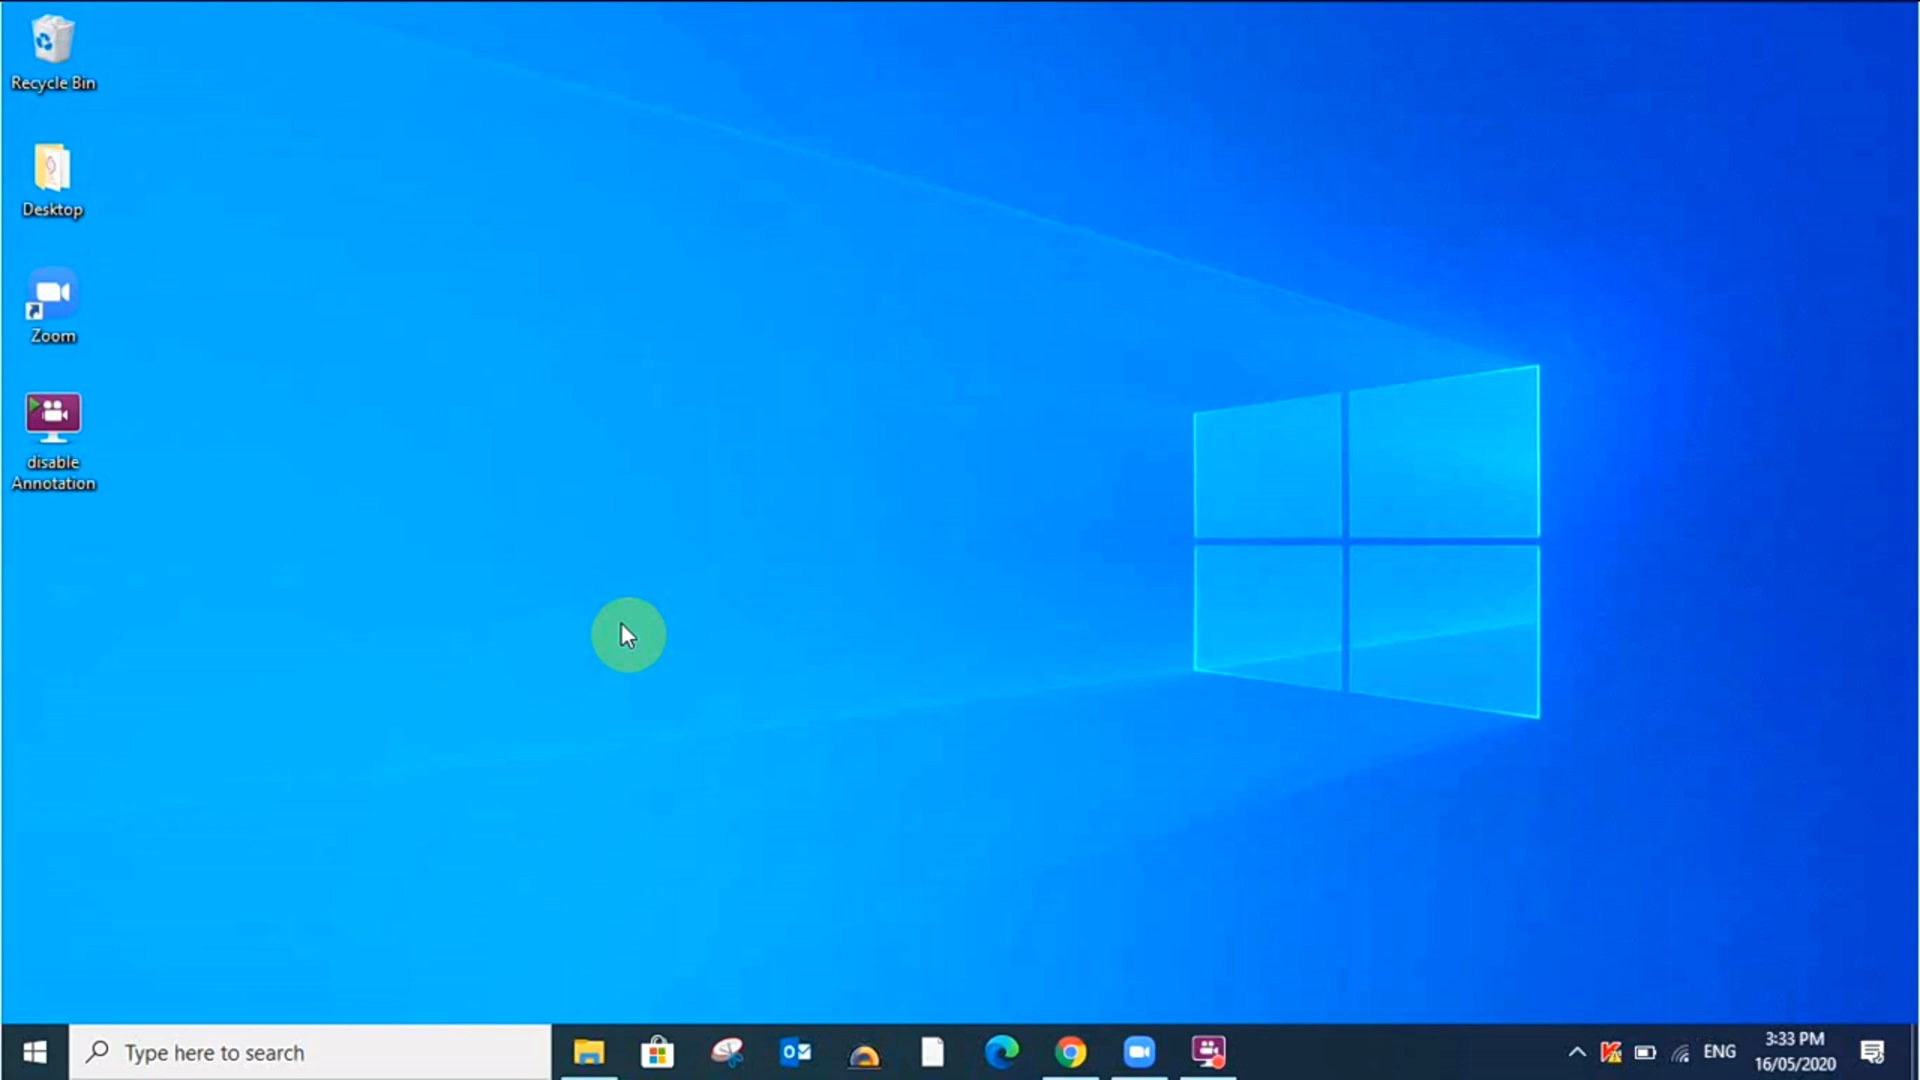 Recycle Bin
Desktop
Zoom
disable
Annotation
Type here to search
ENG
3:33 PM
16/05/2020